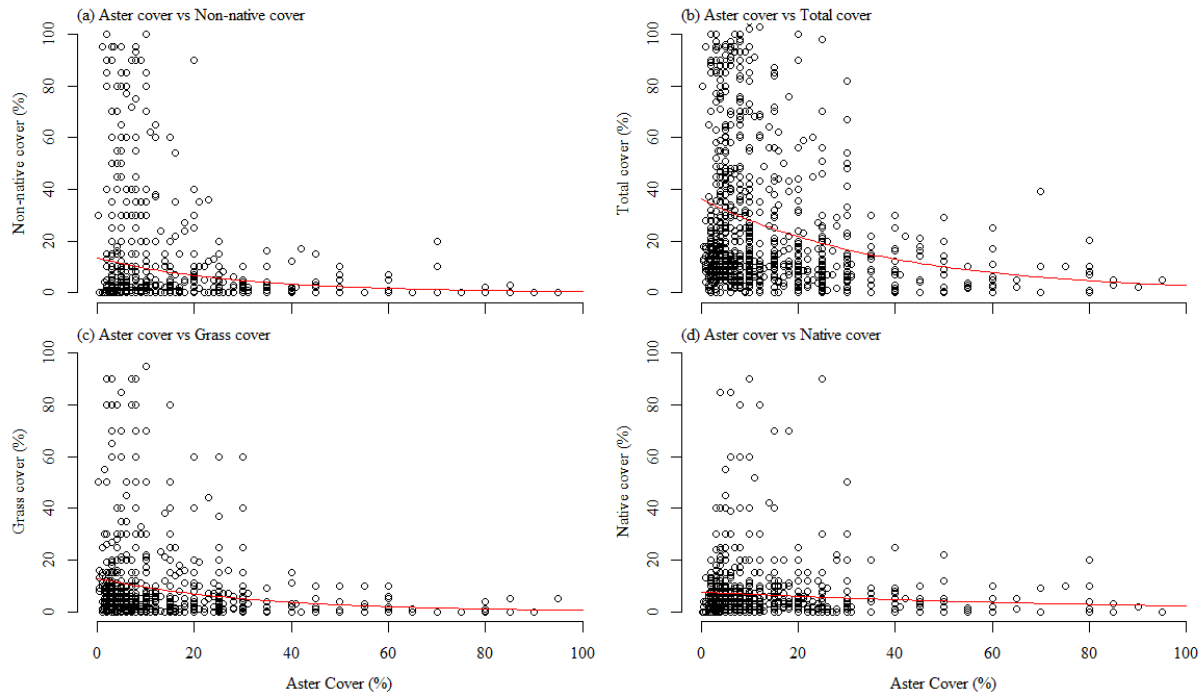 (a) Aster cover vs Non-native cover
Non-native cover (%)
0 20 40 60 80 100
(b) Aster cover vs Total cover
Total cover (%)
0 20 40 60 80 100
(c) Aster cover vs Grass cover
Grass cover (%)
0 20 40 60 80 100
0 20 40 60 80 100
Aster Cover (%)
(d) Aster cover vs Native cover
Native cover (%)
0 20 40 60 80 100
0 20 40 60 80 100
Aster Cover (%)